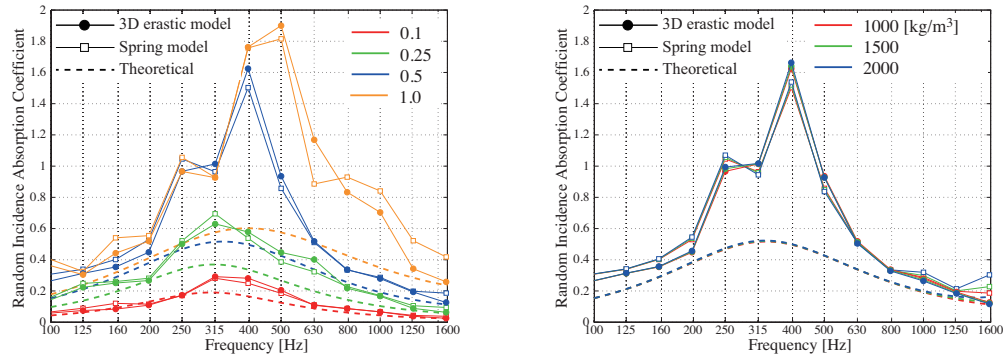 3D erastic model
Spring model
Theoretical
0.1
0.25
0.5
1.0
Random Incidence Absorption Coefficient
2
1.8
1.6
1.4
1.2
1
0.8
0.6
0.4
0.2
0
100 125 160 200 250 315 400 500 630 800 1000 1250 1600
Frequency [Hz]
3D erastic model
Spring model
Theoretical
1000 [kg/m³]
1500
2000
Random Incidence Absorption Coefficient
2
1.8
1.6
1.4
1.2
1
0.8
0.6
0.4
0.2
0
100 125 160 200 250 315 400 500 630 800 1000 1250 1600
Frequency [Hz]